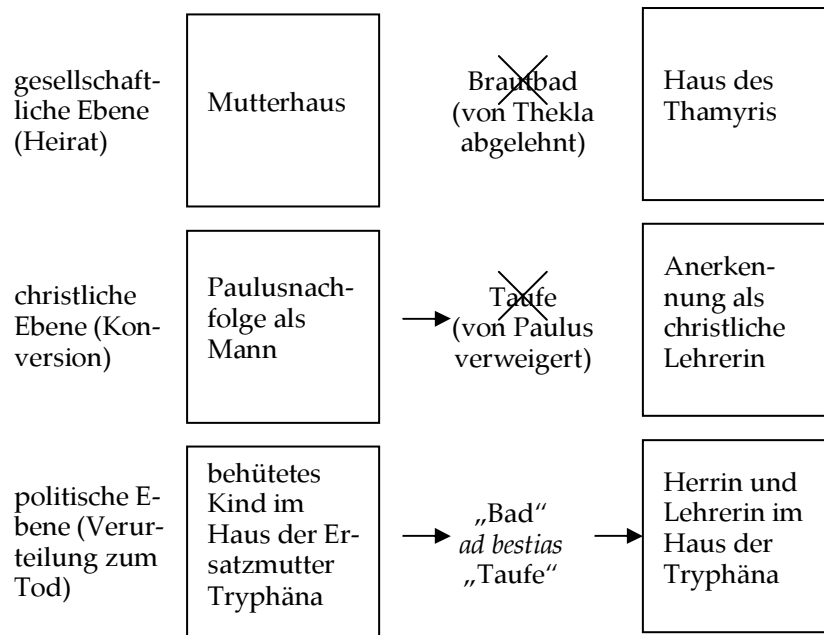 gesellschaft-
liche Ebene
(Heirat)
Mutterhaus
Brautbad
(von Thekla
abgelehnt)
Haus des
Thamyris
christliche
Ebene (Kon-
version)
Paulusnach-
folge als
Mann
Taufe
(von Paulus
verweigert)
Anerken-
nung als
christliche
Lehrerin
politische E-
bene (Verur-
teilung zum
Tod)
behütetes
Kind im
Haus der Er-
satzmutter
Tryphäna
„Bad“
ad bestias
„Taufe“
Herrin und
Lehrerin im
Haus der
Tryphäna